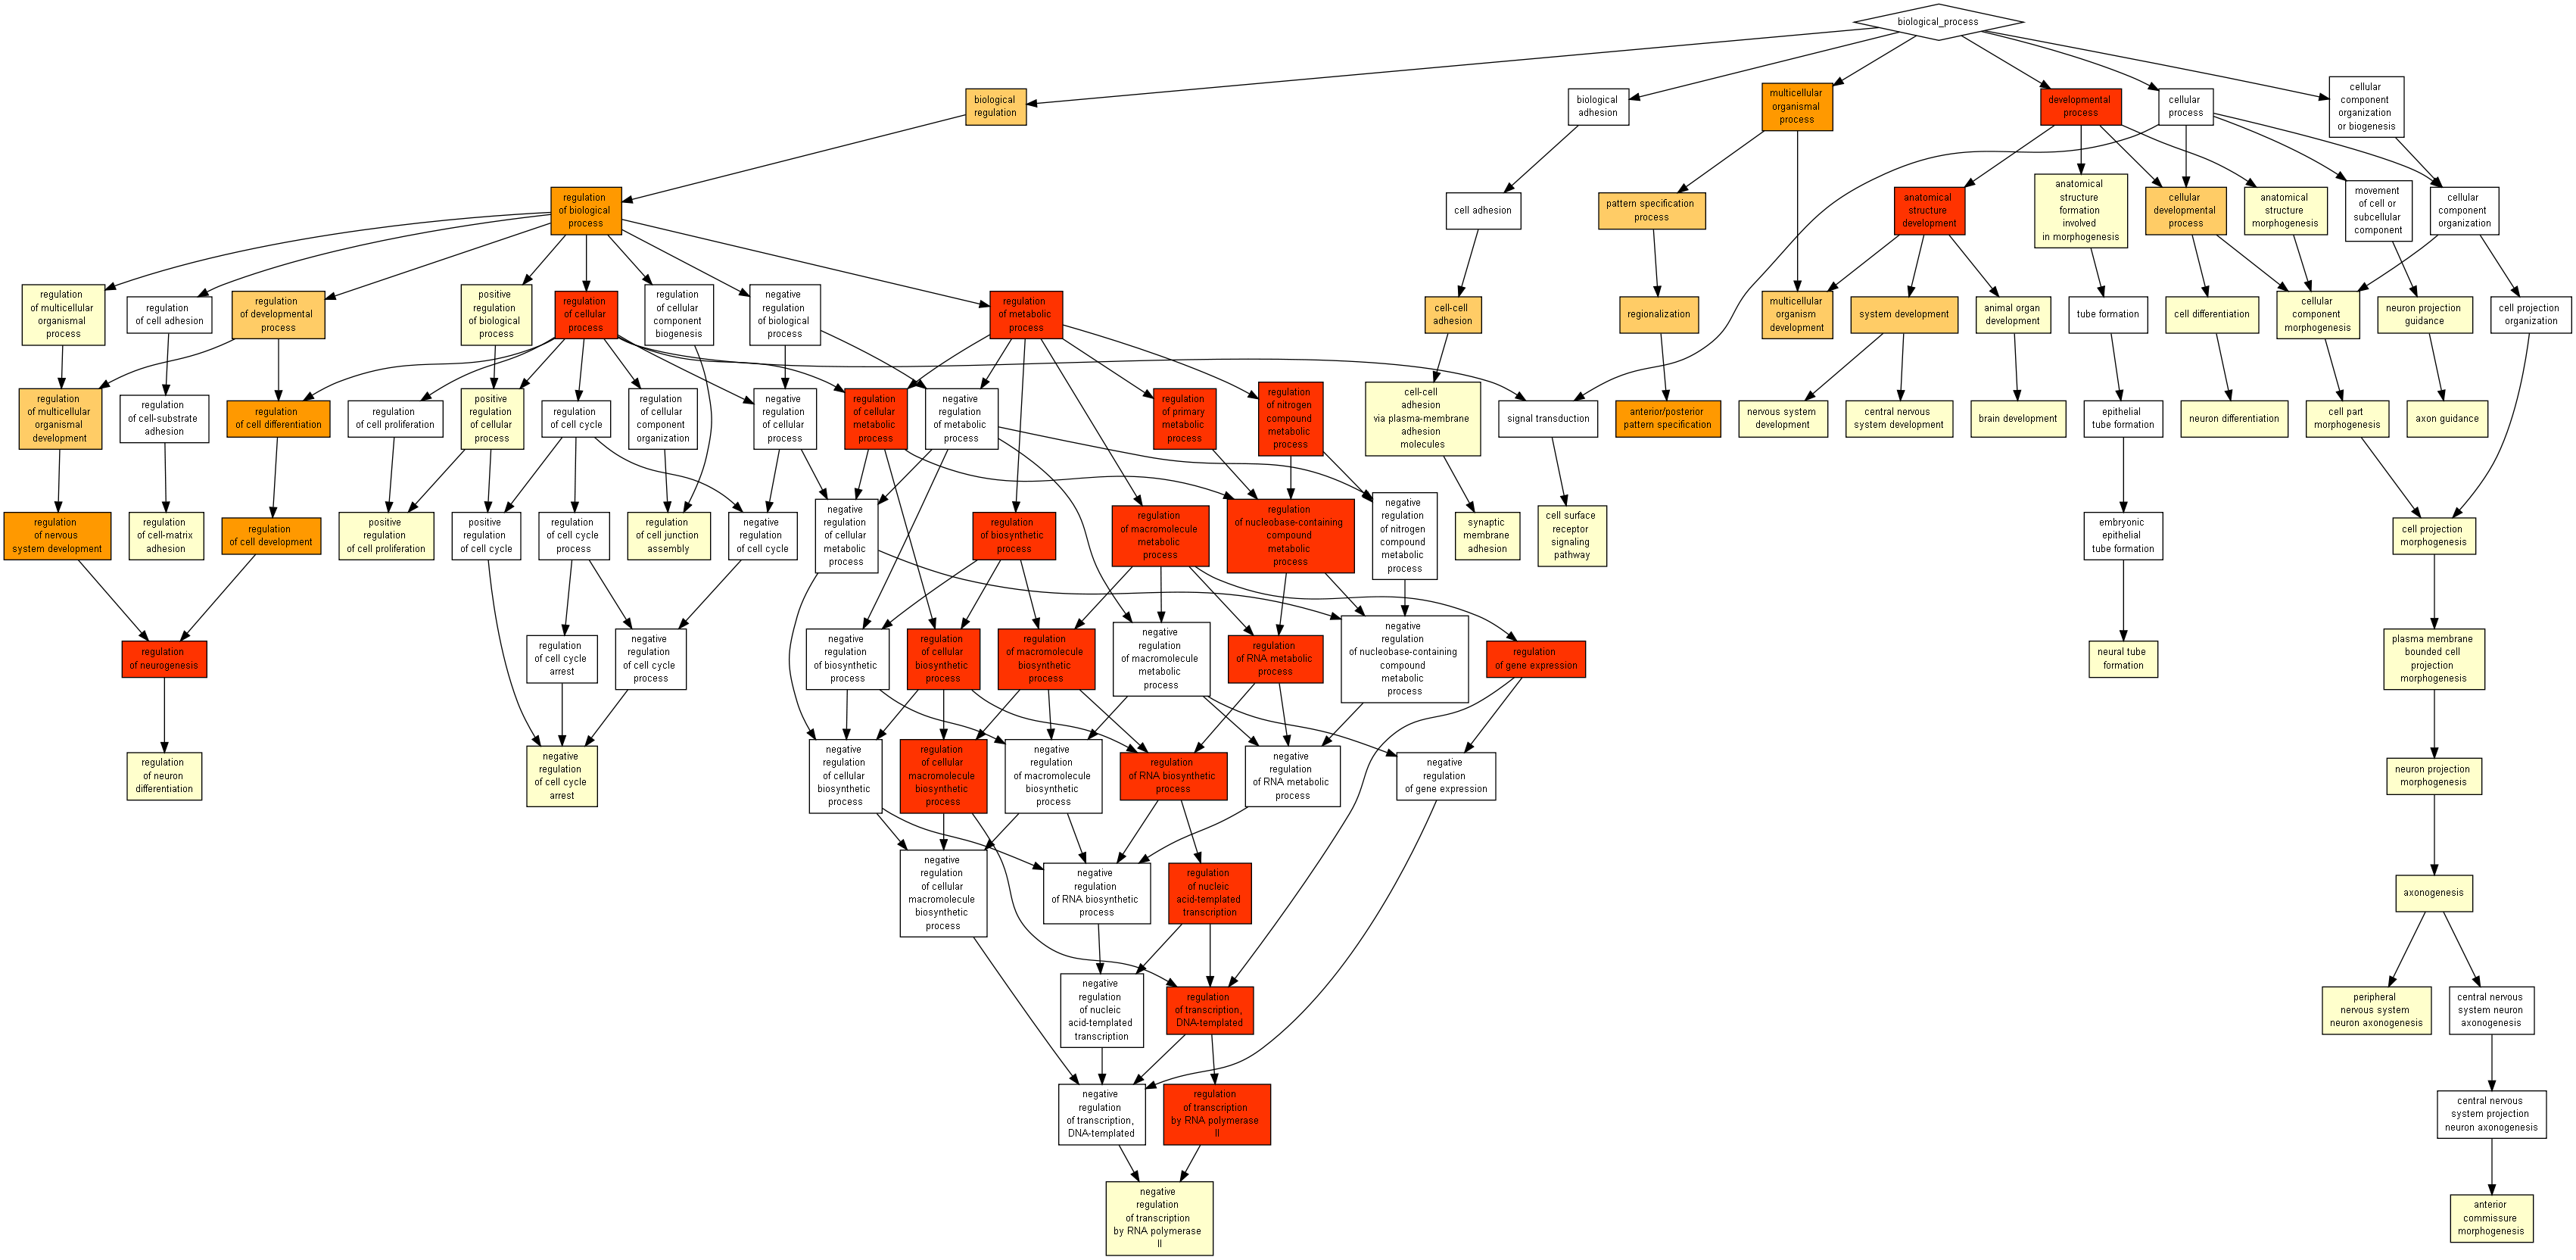 biological_process
biological
regulation
biological
adhesion
multicellular
organismal
process
developmental
process
cellular
process
cellular
component
organization
or biogenesis
regulation
of biological
process
cell adhesion
pattern specification
process
anatomical
structure
development
anatomical
structure
formation
involved
in morphogenesis
cellular
developmental
process
anatomical
structure
morphogenesis
movement
of cell or
subcellular
component
cellular
component
organization
regulation
of multicellular
organismal
process
regulation
of cell adhesion
regulation
of developmental
process
positive
regulation
of biological
process
regulation
of cellular
process
regulation
of cellular
component
biogenesis
negative
regulation
of biological
process
regulation
of metabolic
process
cell-cell
adhesion
regionalization
multicellular
organism
development
system development
animal organ
development
tube formation
cell differentiation
cellular
component
morphogenesis
neuron projection
guidance
cell projection
organization
regulation
of multicellular
organismal
development
regulation
of cell-substrate
adhesion
regulation
of cell differentiation
regulation
of cell proliferation
positive
regulation
of cellular
process
regulation
of cell cycle
regulation
of cellular
component
organization
negative
regulation
of cellular
process
regulation
of cellular
metabolic
process
negative
regulation
of metabolic
process
regulation
of primary
metabolic
process
regulation
of nitrogen
compound
metabolic
process
cell-cell
adhesion
via plasma-membrane
adhesion
molecules
signal transduction
anterior/posterior
pattern specification
nervous system
development
central nervous
system development
brain development
epithelial
tube formation
neuron differentiation
cell part
morphogenesis
axon guidance
regulation
of nervous
system development
regulation
of cell-matrix
adhesion
regulation
of cell development
positive
regulation
of cell proliferation
positive
regulation
of cell cycle
regulation
of cell cycle
process
regulation
of cell junction
assembly
negative
regulation
of cell cycle
negative
regulation
of cellular
metabolic
process
regulation
of biosynthetic
process
regulation
of macromolecule
metabolic
process
regulation
of nucleobase-containing
compound
metabolic
process
negative
regulation
of nitrogen
compound
metabolic
process
synaptic
membrane
adhesion
cell surface
receptor
signaling
pathway
embryonic
epithelial
tube formation
cell projection
morphogenesis
regulation
of neurogenesis
regulation
of cell cycle
arrest
negative
regulation
of cell cycle
process
negative
regulation
of biosynthetic
process
regulation
of cellular
biosynthetic
process
regulation
of macromolecule
biosynthetic
process
negative
regulation
of macromolecule
metabolic
process
regulation
of RNA metabolic
process
negative
regulation
of nucleobase-containing
compound
metabolic
process
regulation
of gene expression
neural tube
formation
plasma membrane
bounded cell
projection
morphogenesis
regulation
of neuron
differentiation
negative
regulation
of cell cycle
arrest
negative
regulation
of cellular
biosynthetic
process
regulation
of cellular
macromolecule
biosynthetic
process
negative
regulation
of macromolecule
biosynthetic
process
regulation
of RNA biosynthetic
process
negative
regulation
of RNA metabolic
process
negative
regulation
of gene expression
neuron projection
morphogenesis
negative
regulation
of cellular
macromolecule
biosynthetic
process
negative
regulation
of RNA biosynthetic
process
regulation
of nucleic
acid-templated
transcription
axonogenesis
negative
regulation
of nucleic
acid-templated
transcription
regulation
of transcription,
DNA-templated
peripheral
nervous system
neuron axonogenesis
central nervous
system neuron
axonogenesis
negative
regulation
of transcription,
DNA-templated
regulation
of transcription
by RNA polymerase
II
central nervous
system projection
neuron axonogenesis
negative
regulation
of transcription
by RNA polymerase
II
anterior
commissure
morphogenesis